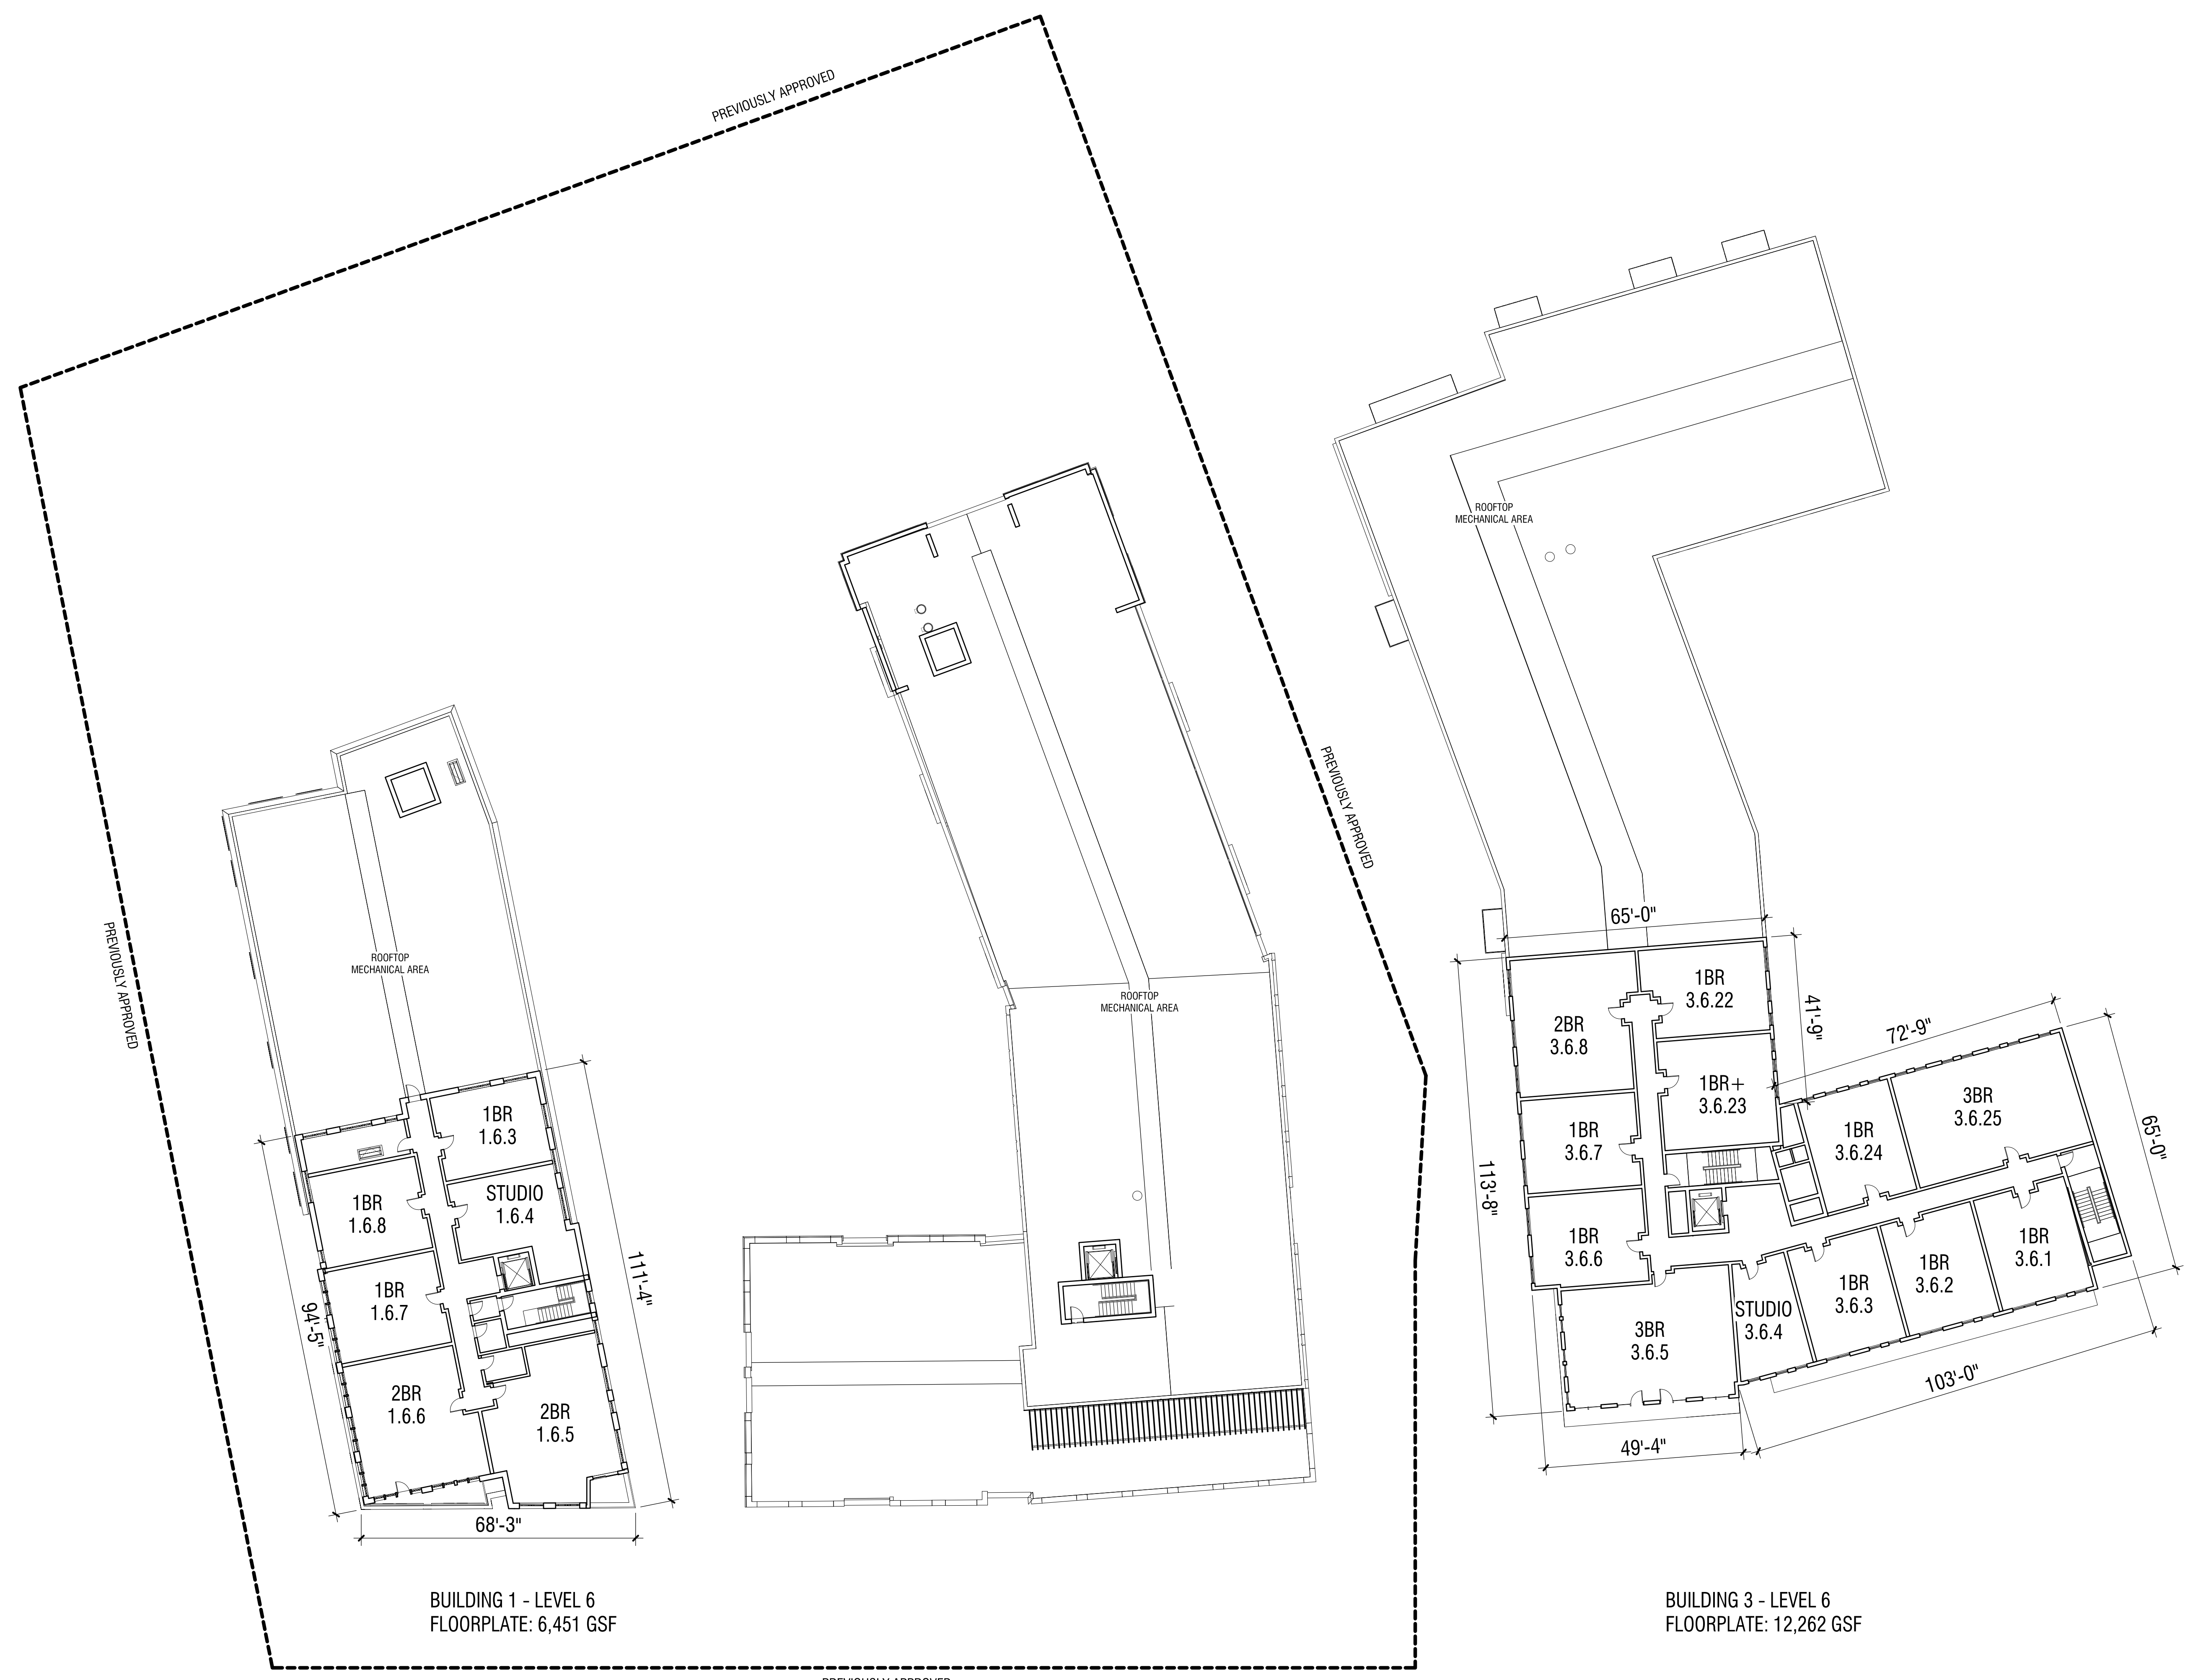 PREVIOUSLY APPROVED
PREVIOUSLY APPROVED
PREVIOUSLY APPROVED
ROOFTOP
MECHANICAL AREA
1BR
1.6.3
STUDIO
1.6.4
1BR
1.6.8
1BR
1.6.7
2BR
1.6.6
2BR
1.6.5
94'-5"
111'-4"
68'-3"
BUILDING 1 - LEVEL 6
FLOORPLATE: 6,451 GSF
ROOFTOP
MECHANICAL AREA
ROOFTOP
MECHANICAL AREA
65'-0"
41'-9"
72'-9"
65'-0"
113'-8"
49'-4"
103'-0"
1BR
3.6.22
2BR
3.6.8
1BR+
3.6.23
1BR
3.6.7
1BR
3.6.24
3BR
3.6.25
1BR
3.6.6
1BR
3.6.1
1BR
3.6.2
1BR
3.6.3
STUDIO
3.6.4
3BR
3.6.5
BUILDING 3 - LEVEL 6
FLOORPLATE: 12,262 GSF
PREVIOUSLY APPROVED